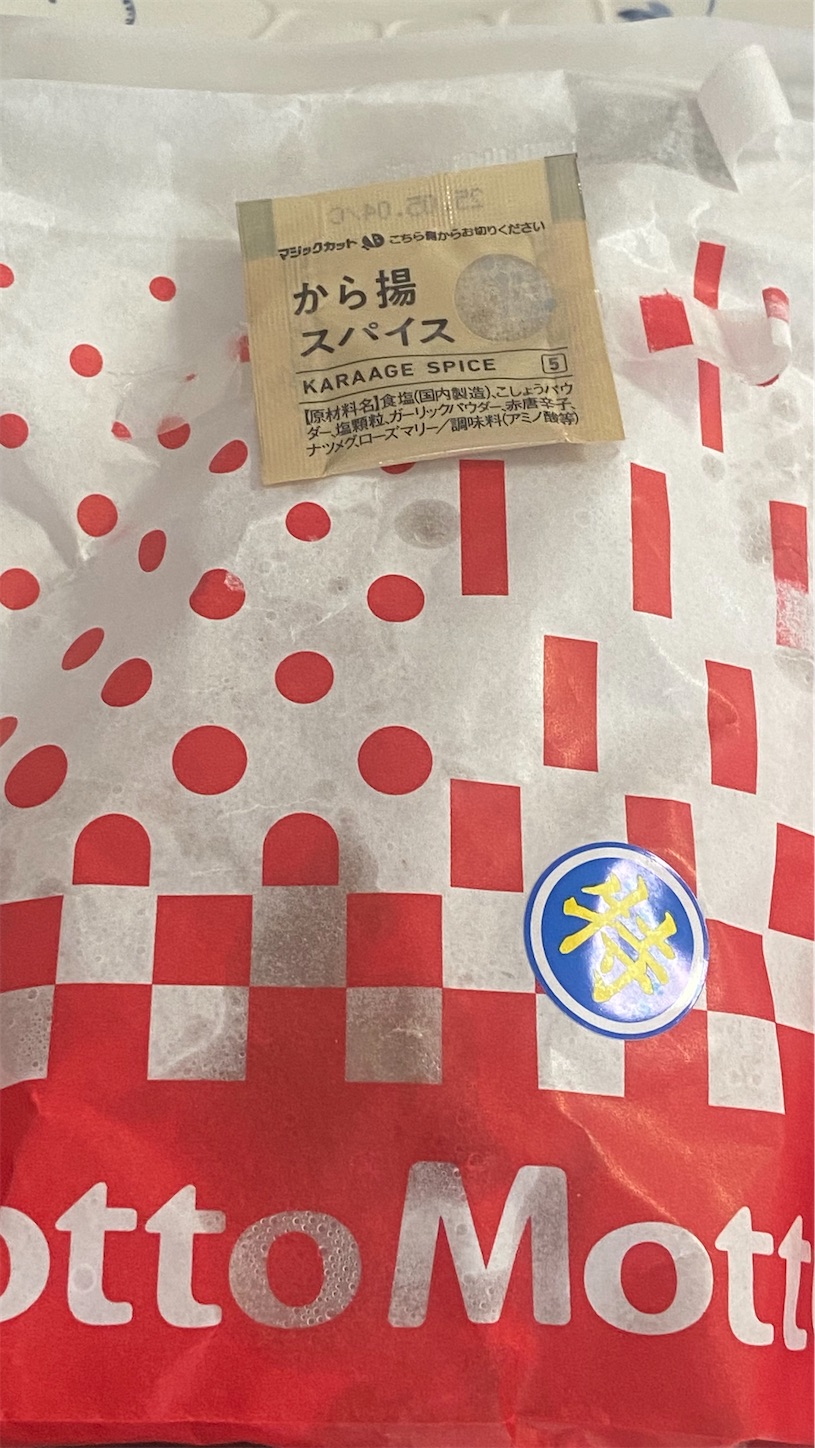 25.05.04/C
マジックカット こちら側からお切りください
から揚
スパイス
KARAAGE SPICE 5
【原材料名】食塩(国内製造)、こしょうパウ
ダー、塩顆粒、ガーリックパウダー、赤唐辛子、
ナツメグ、ローズマリー/調味料(アミノ酸等)
otto Mott